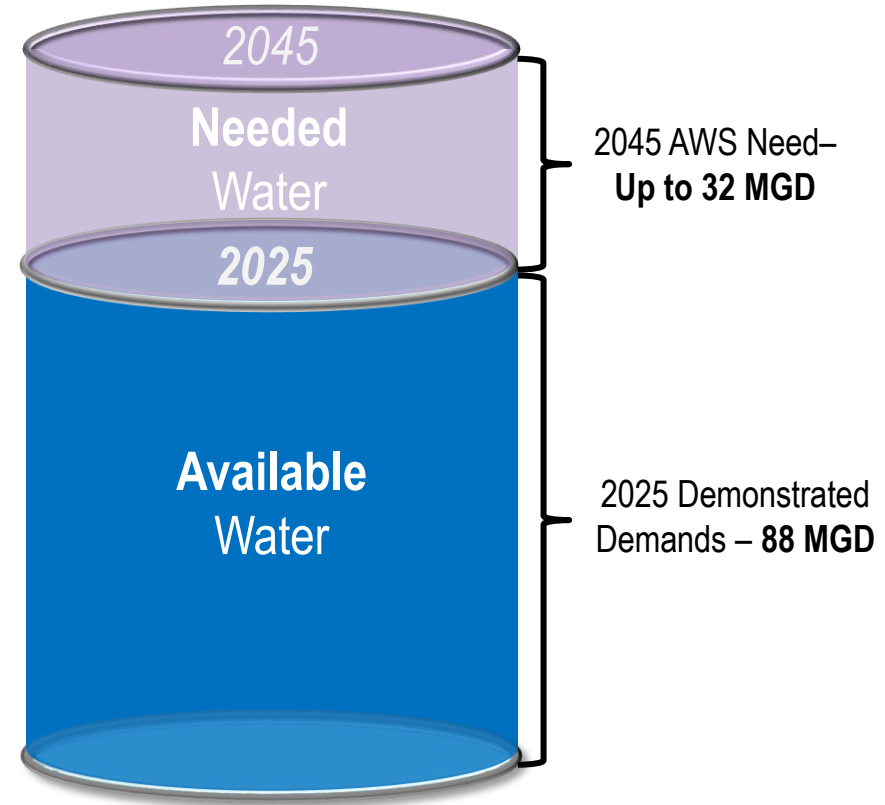 2045
Needed
Water
2045 AWS Need–
Up to 32 MGD
2025
Available
Water
2025 Demonstrated
Demands – 88 MGD